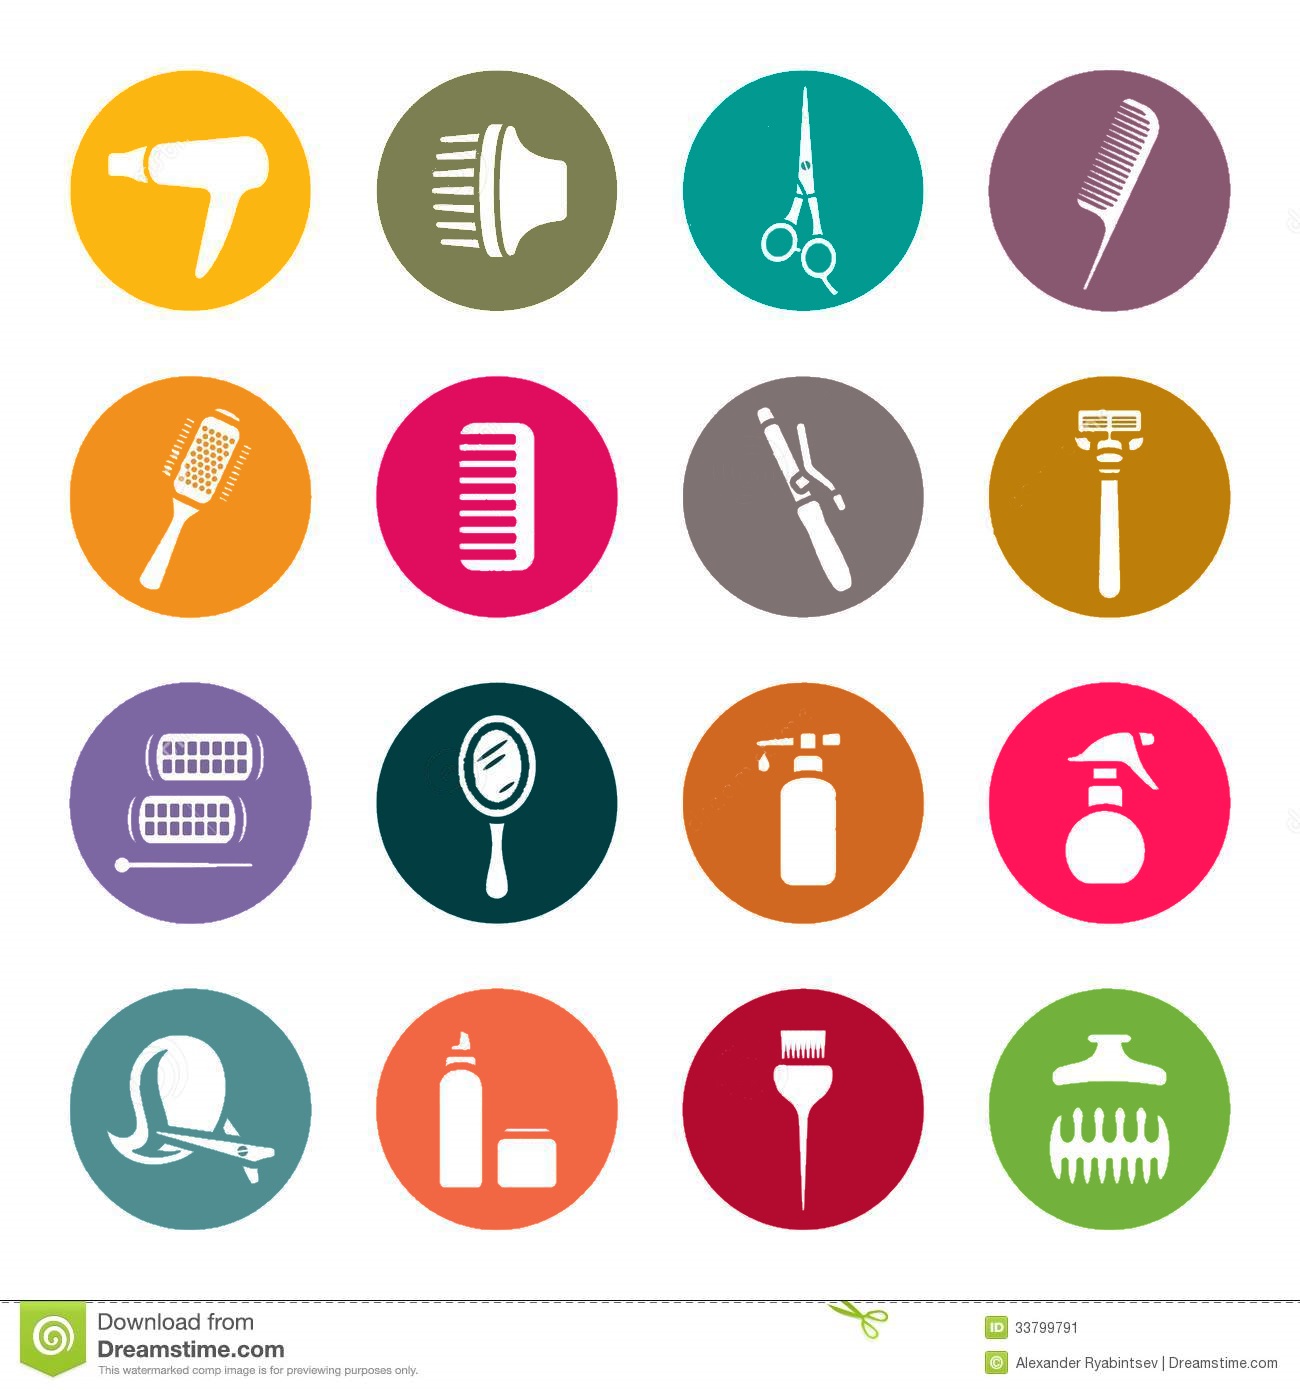 Download from
Dreamstime.com
This watermarked comp image is for previewing purposes only.
ID 33799791
© Alexander Ryabintsev | Dreamstime.com